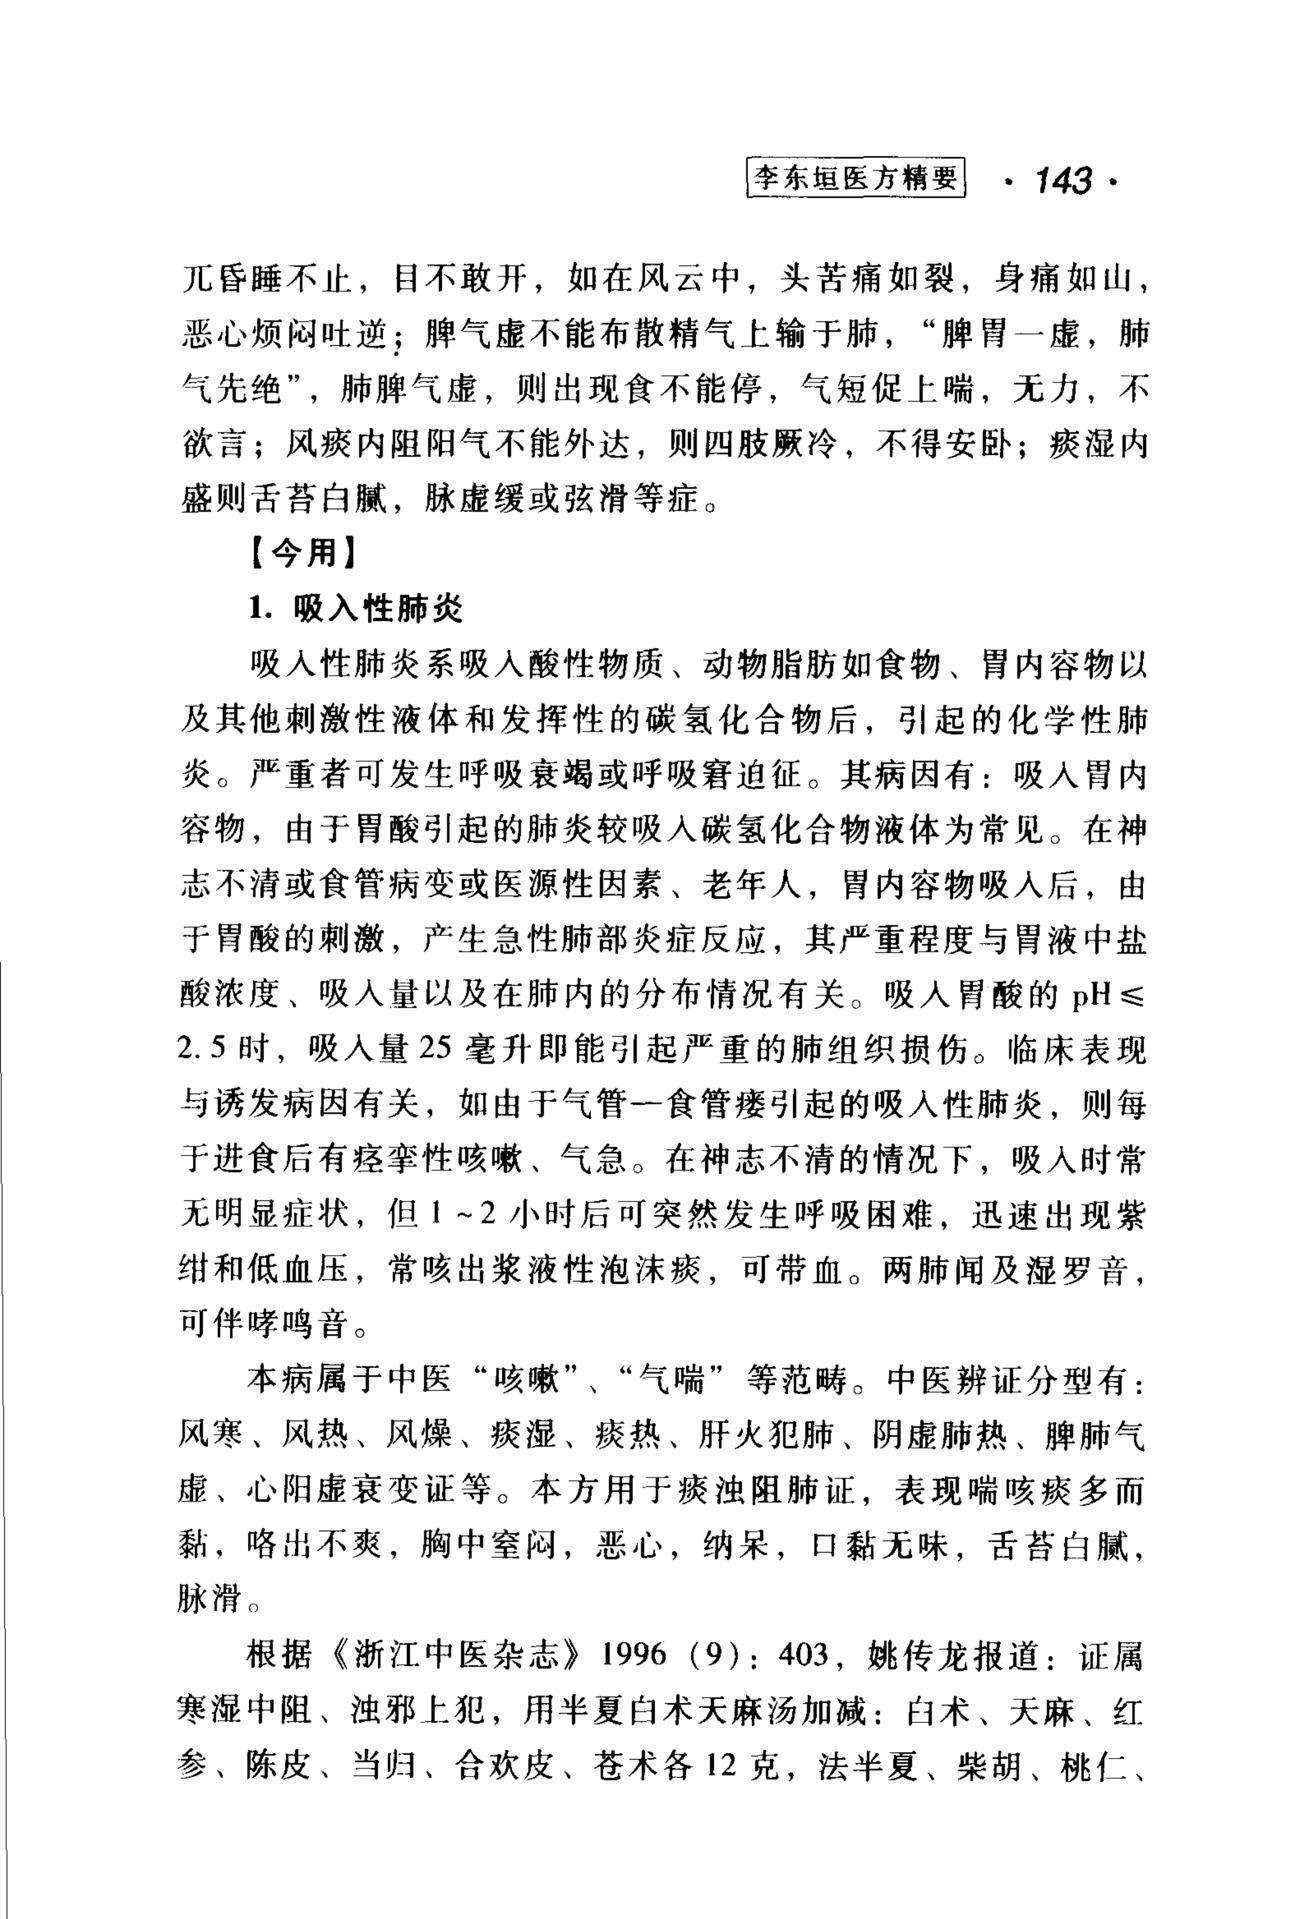 李东垣医方精要 · 143 ·
兀昏睡不止，目不敢开，如在风云中，头苦痛如裂，身痛如山，
恶心烦闷吐逆；脾气虚不能布散精气上输于肺，“脾胃一虚，肺
气先绝”，肺脾气虚，则出现食不能停，气短促上喘，无力，不
欲言；风痰内阻阳气不能外达，则四肢厥冷，不得安卧；痰湿内
盛则舌苔白腻，脉虚缓或弦滑等症。
【今用】
1. 吸入性肺炎
吸入性肺炎系吸入酸性物质、动物脂肪如食物、胃内容物以
及其他刺激性液体和发挥性的碳氢化合物后，引起的化学性肺
炎。严重者可发生呼吸衰竭或呼吸窘迫征。其病因有：吸入胃内
容物，由于胃酸引起的肺炎较吸入碳氢化合物液体为常见。在神
志不清或食管病变或医源性因素、老年人，胃内容物吸入后，由
于胃酸的刺激，产生急性肺部炎症反应，其严重程度与胃液中盐
酸浓度、吸入量以及在肺内的分布情况有关。吸入胃酸的 pH≤
2.5 时，吸入量 25 毫升即能引起严重的肺组织损伤。临床表现
与诱发病因有关，如由于气管—食管瘘引起的吸入性肺炎，则每
于进食后有痉挛性咳嗽、气急。在神志不清的情况下，吸入时常
无明显症状，但 1～2 小时后可突然发生呼吸困难，迅速出现紫
绀和低血压，常咳出浆液性泡沫痰，可带血。两肺闻及湿罗音，
可伴哮鸣音。
本病属于中医“咳嗽”、“气喘”等范畴。中医辨证分型有：
风寒、风热、风燥、痰湿、痰热、肝火犯肺、阴虚肺热、脾肺气
虚、心阳虚衰变证等。本方用于痰浊阻肺证，表现喘咳痰多而
黏，咯出不爽，胸中窒闷，恶心，纳呆，口黏无味，舌苔白腻，
脉滑。
根据《浙江中医杂志》1996（9）：403，姚传龙报道：证属
寒湿中阻、浊邪上犯，用半夏白术天麻汤加减：白术、天麻、红
参、陈皮、当归、合欢皮、苍术各 12 克，法半夏、柴胡、桃仁、